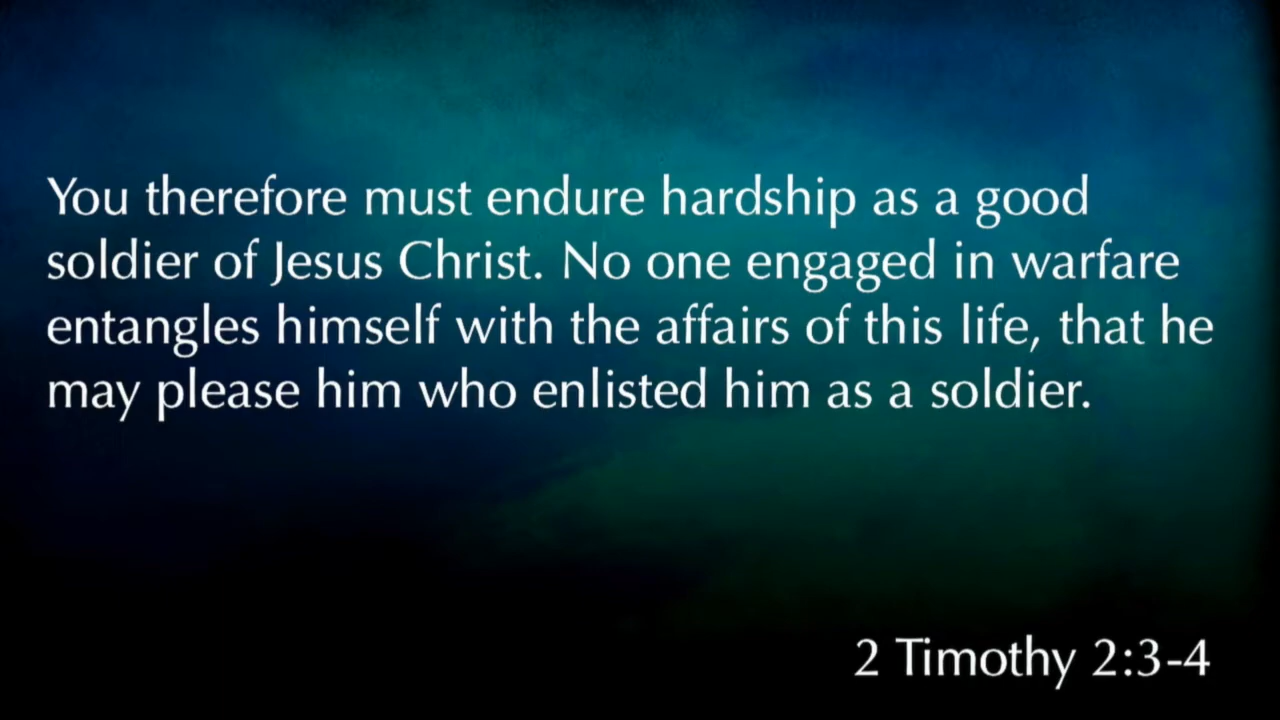 You therefore must endure hardship as a good
soldier of Jesus Christ. No one engaged in warfare
entangles himself with the affairs of this life, that he
may please him who enlisted him as a soldier.
2 Timothy 2:3-4